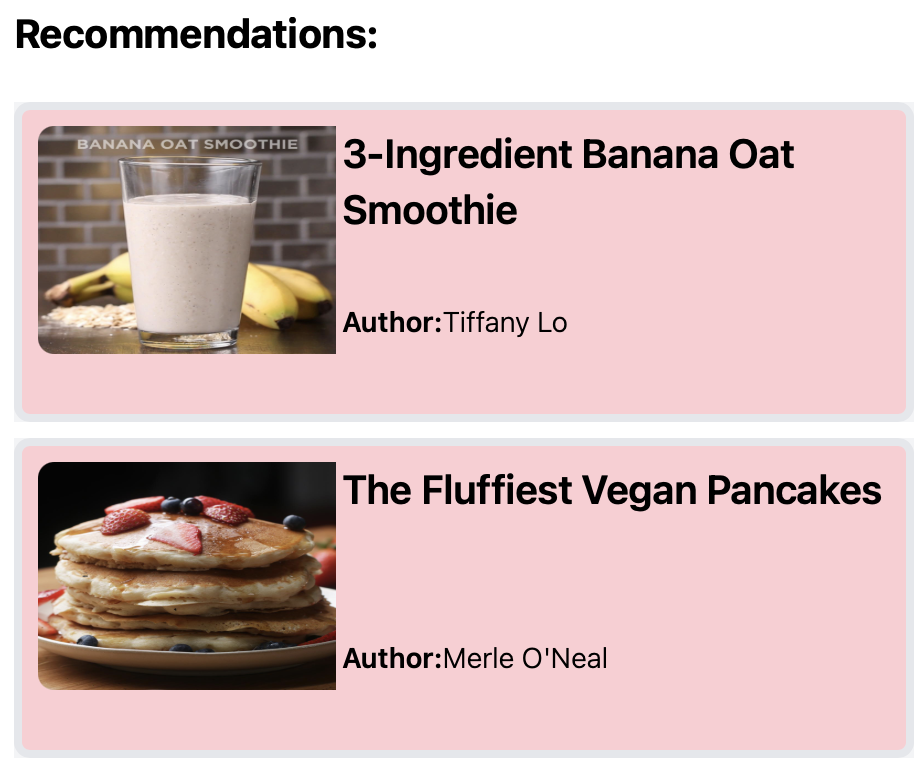 Recommendations:
BANANA OAT SMOOTHIE
3-Ingredient Banana Oat
Smoothie
Author:Tiffany Lo
The Fluffiest Vegan Pancakes
Author:Merle O'Neal